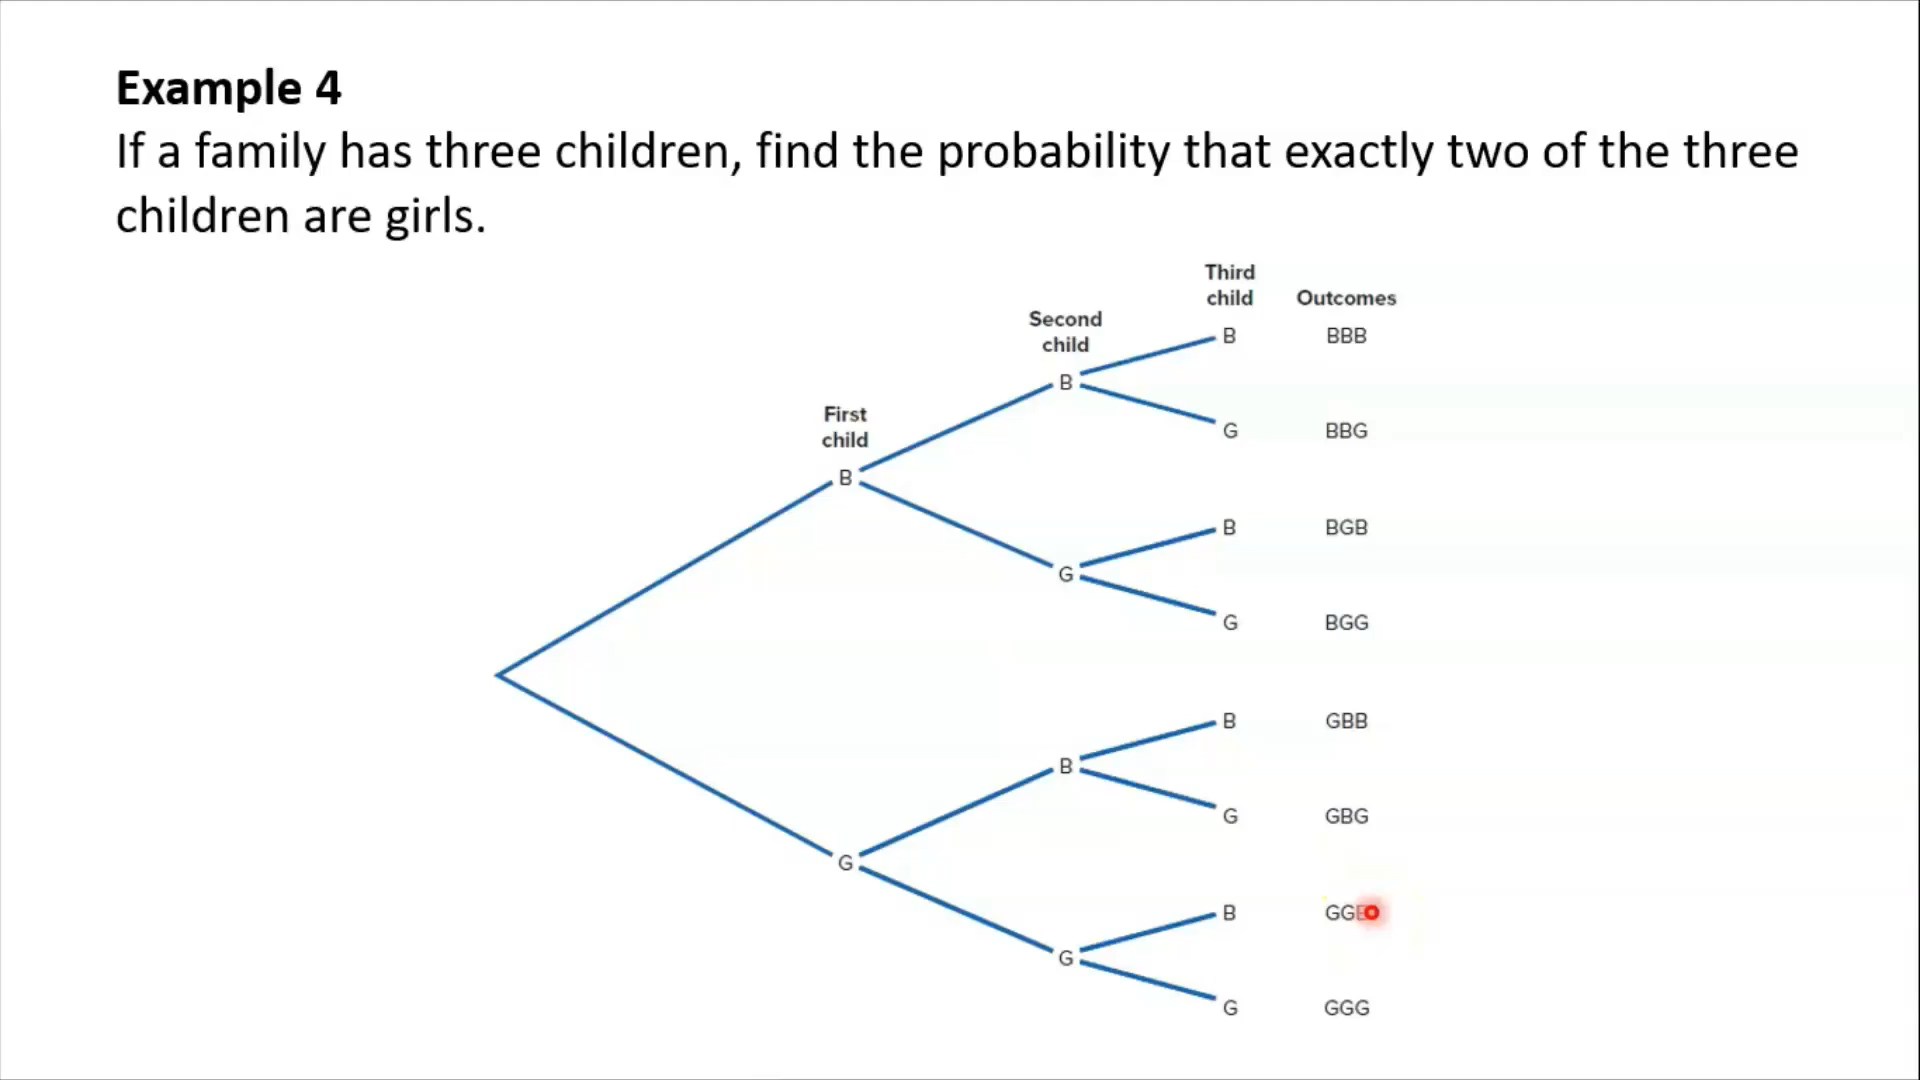 Example 4
If a family has three children, find the probability that exactly two of the three
children are girls.
Third
child
Outcomes
Second
child
First
child
B
BBB
B
G
BBG
B
B
BGB
G
G
BGG
B
GBB
B
G
GBG
G
B
G
G
GGG